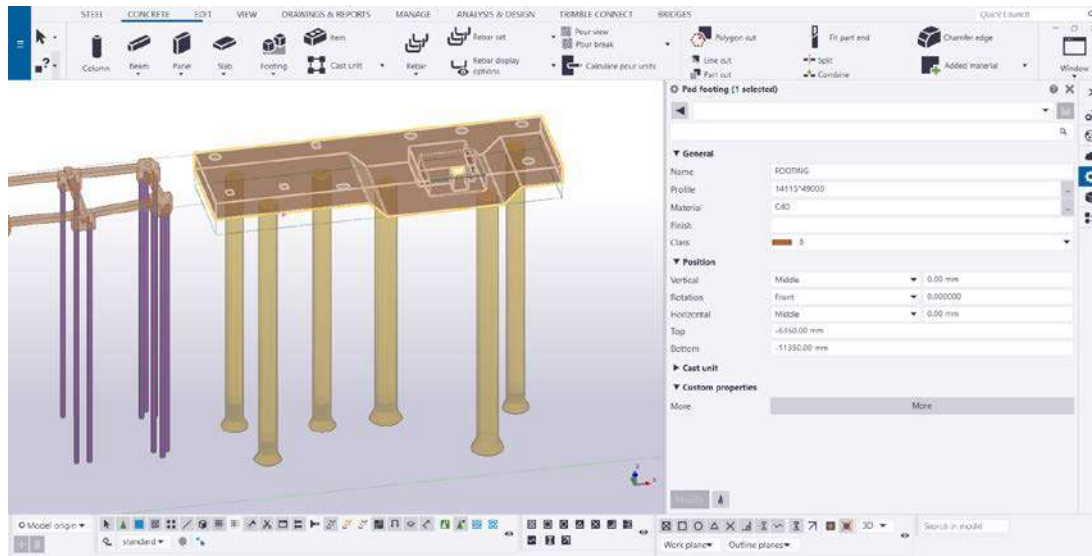 STEEL CONCRETE EDIT VIEW DRAWINGS & REPORTS MANAGE ANALYSIS & DESIGN TRIMBLE CONNECT BRIDGES Quick Launch
Column Beam Panel Slab Footing Item Cast unit Rebar Rebar set Rebar display options Pour view Pour break Calculate pour units Polygon cut Line cut Part cut Fit part end Split Combine Chamfer edge Added material Window
Pad footing (1 selected)
General
Name FOOTING
Profile 14115*49000
Material C40
Finish
Class 8
Position
Vertical Middle 0.00 mm
Rotation Front 0.000000
Horizontal Middle 0.00 mm
Top -6350.00 mm
Bottom -11350.00 mm
Cast unit
Custom properties
More More
Modify
Model origin 3D Search in model
standard Work plane Outline planes